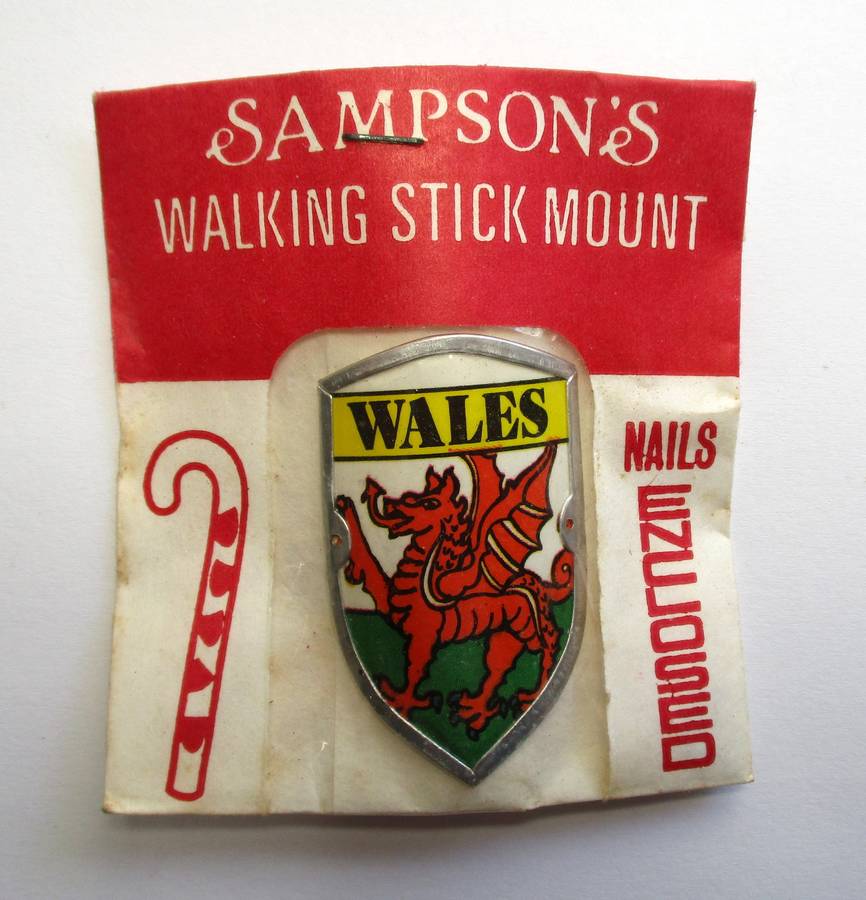 SAMPSON'S
WALKING STICK MOUNT
WALES
NAILS
ENCLOSED